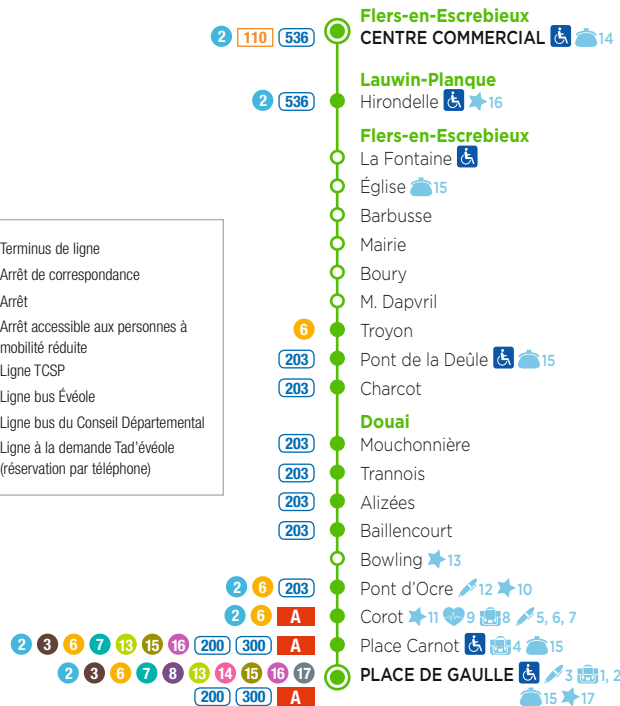 Flers-en-Escrebieux
2 110 536 CENTRE COMMERCIAL 14
Lauwin-Planque
2 536 Hirondelle 16
Flers-en-Escrebieux
La Fontaine
Église 15
Barbusse
Mairie
Boury
M. Dapvril
6 Troyon
203 Pont de la Deûle 15
203 Charcot
Douai
203 Mouchonnière
203 Trannois
203 Alizées
203 Baillencourt
Bowling 13
2 6 203 Pont d'Ocre 12 10
2 6 A Corot 11 9 8 5, 6, 7
2 3 6 7 13 15 16 200 300 A Place Carnot 4 15
2 3 6 7 8 13 14 15 16 17 PLACE DE GAULLE 3 1, 2
200 300 A 15 17
Terminus de ligne
Arrêt de correspondance
Arrêt
Arrêt accessible aux personnes à
mobilité réduite
Ligne TCSP
Ligne bus Évéole
Ligne bus du Conseil Départemental
Ligne à la demande Tad'évéole
(réservation par téléphone)